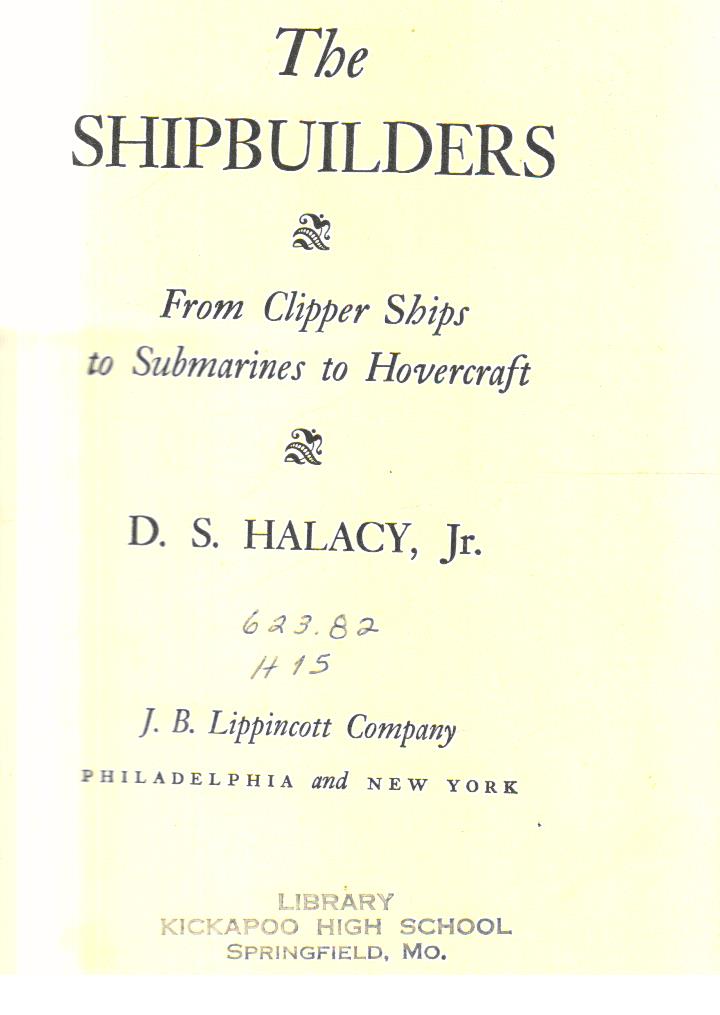 The
SHIPBUILDERS
From Clipper Ships
to Submarines to Hovercraft
D. S. HALACY, Jr.
623.82
H 15
J. B. Lippincott Company
PHILADELPHIA and NEW YORK
LIBRARY
KICKAPOO HIGH SCHOOL
SPRINGFIELD, MO.